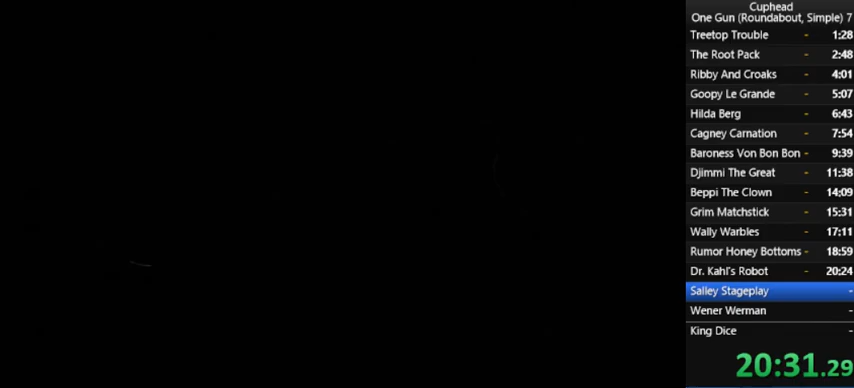 Cuphead
One Gun (Roundabout, Simple) 7
Treetop Trouble - 1:28
The Root Pack - 2:48
Ribby And Croaks - 4:01
Goopy Le Grande - 5:07
Hilda Berg - 6:43
Cagney Carnation - 7:54
Baroness Von Bon Bon - 9:39
Djimmi The Great - 11:38
Beppi The Clown - 14:09
Grim Matchstick - 15:31
Wally Warbles - 17:11
Rumor Honey Bottoms - 18:59
Dr. Kahl's Robot - 20:24
Salley Stageplay -
Wener Werman -
King Dice -
20:31.29